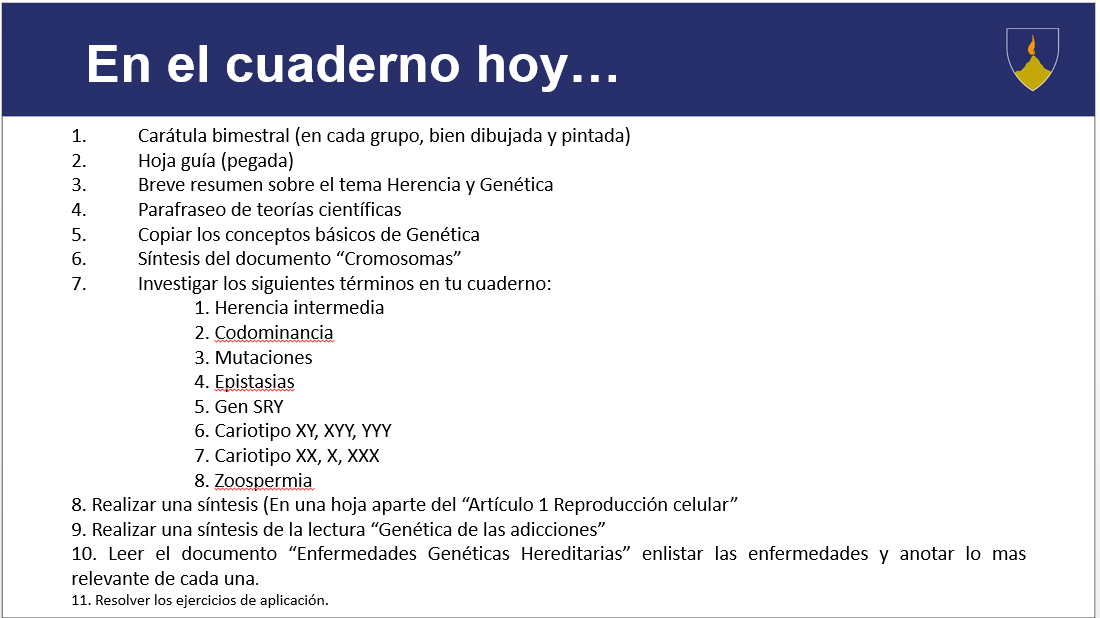 En el cuaderno hoy…
1. Carátula bimestral (en cada grupo, bien dibujada y pintada)
2. Hoja guía (pegada)
3. Breve resumen sobre el tema Herencia y Genética
4. Parafraseo de teorías científicas
5. Copiar los conceptos básicos de Genética
6. Síntesis del documento “Cromosomas”
7. Investigar los siguientes términos en tu cuaderno:
1. Herencia intermedia
2. Codominancia
3. Mutaciones
4. Epistasias
5. Gen SRY
6. Cariotipo XY, XYY, YYY
7. Cariotipo XX, X, XXX
8. Zoospermia
8. Realizar una síntesis (En una hoja aparte del “Artículo 1 Reproducción celular”
9. Realizar una síntesis de la lectura “Genética de las adicciones”
10. Leer el documento “Enfermedades Genéticas Hereditarias” enlistar las enfermedades y anotar lo mas
relevante de cada una.
11. Resolver los ejercicios de aplicación.